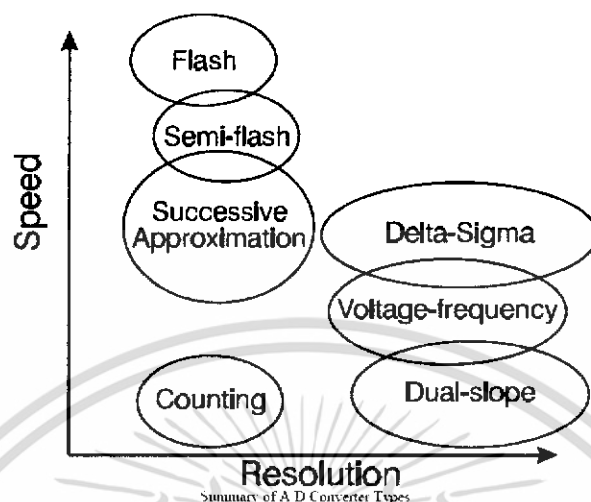 Speed
Flash
Semi-flash
Successive
Approximation
Delta-Sigma
Voltage-frequency
Counting
Dual-slope
Resolution
Summary of A D Converter Types